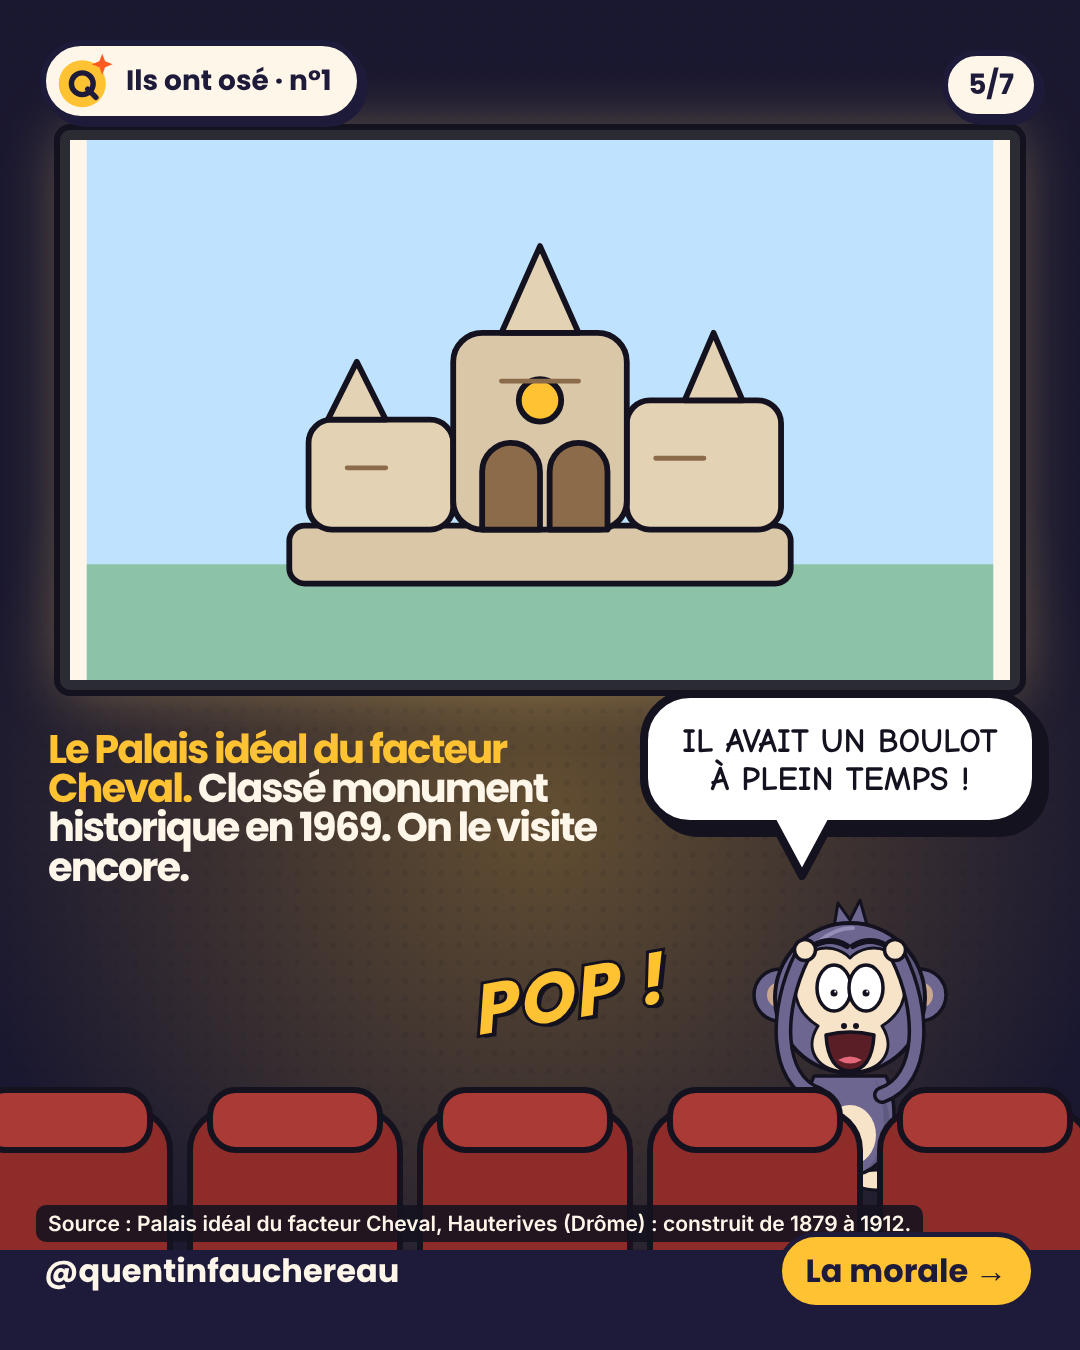 Q Ils ont osé · n°1
5/7
Le Palais idéal du facteur
Cheval. Classé monument
historique en 1969. On le visite
encore.
IL AVAIT UN BOULOT
À PLEIN TEMPS !
POP !
Source : Palais idéal du facteur Cheval, Hauterives (Drôme) : construit de 1879 à 1912.
@quentinfauchereau
La morale →